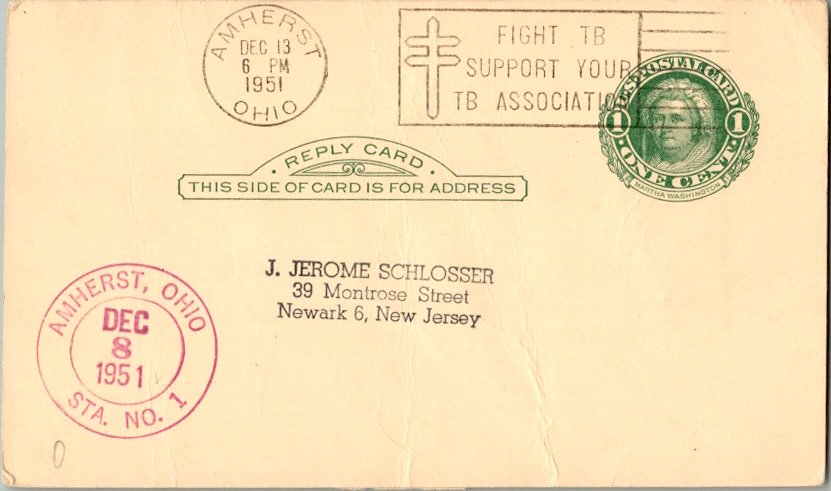 AMHERST
DEC 13
6 PM
1951
OHIO
FIGHT TB
SUPPORT YOUR
TB ASSOCIATIO
U.S. POSTAL CARD
1 1
· ONE CENT ·
MARTHA WASHINGTON
· REPLY CARD ·
THIS SIDE OF CARD IS FOR ADDRESS
J. JEROME SCHLOSSER
39 Montrose Street
Newark 6, New Jersey
AMHERST, OHIO
DEC
8
1951
STA. NO. 1
0